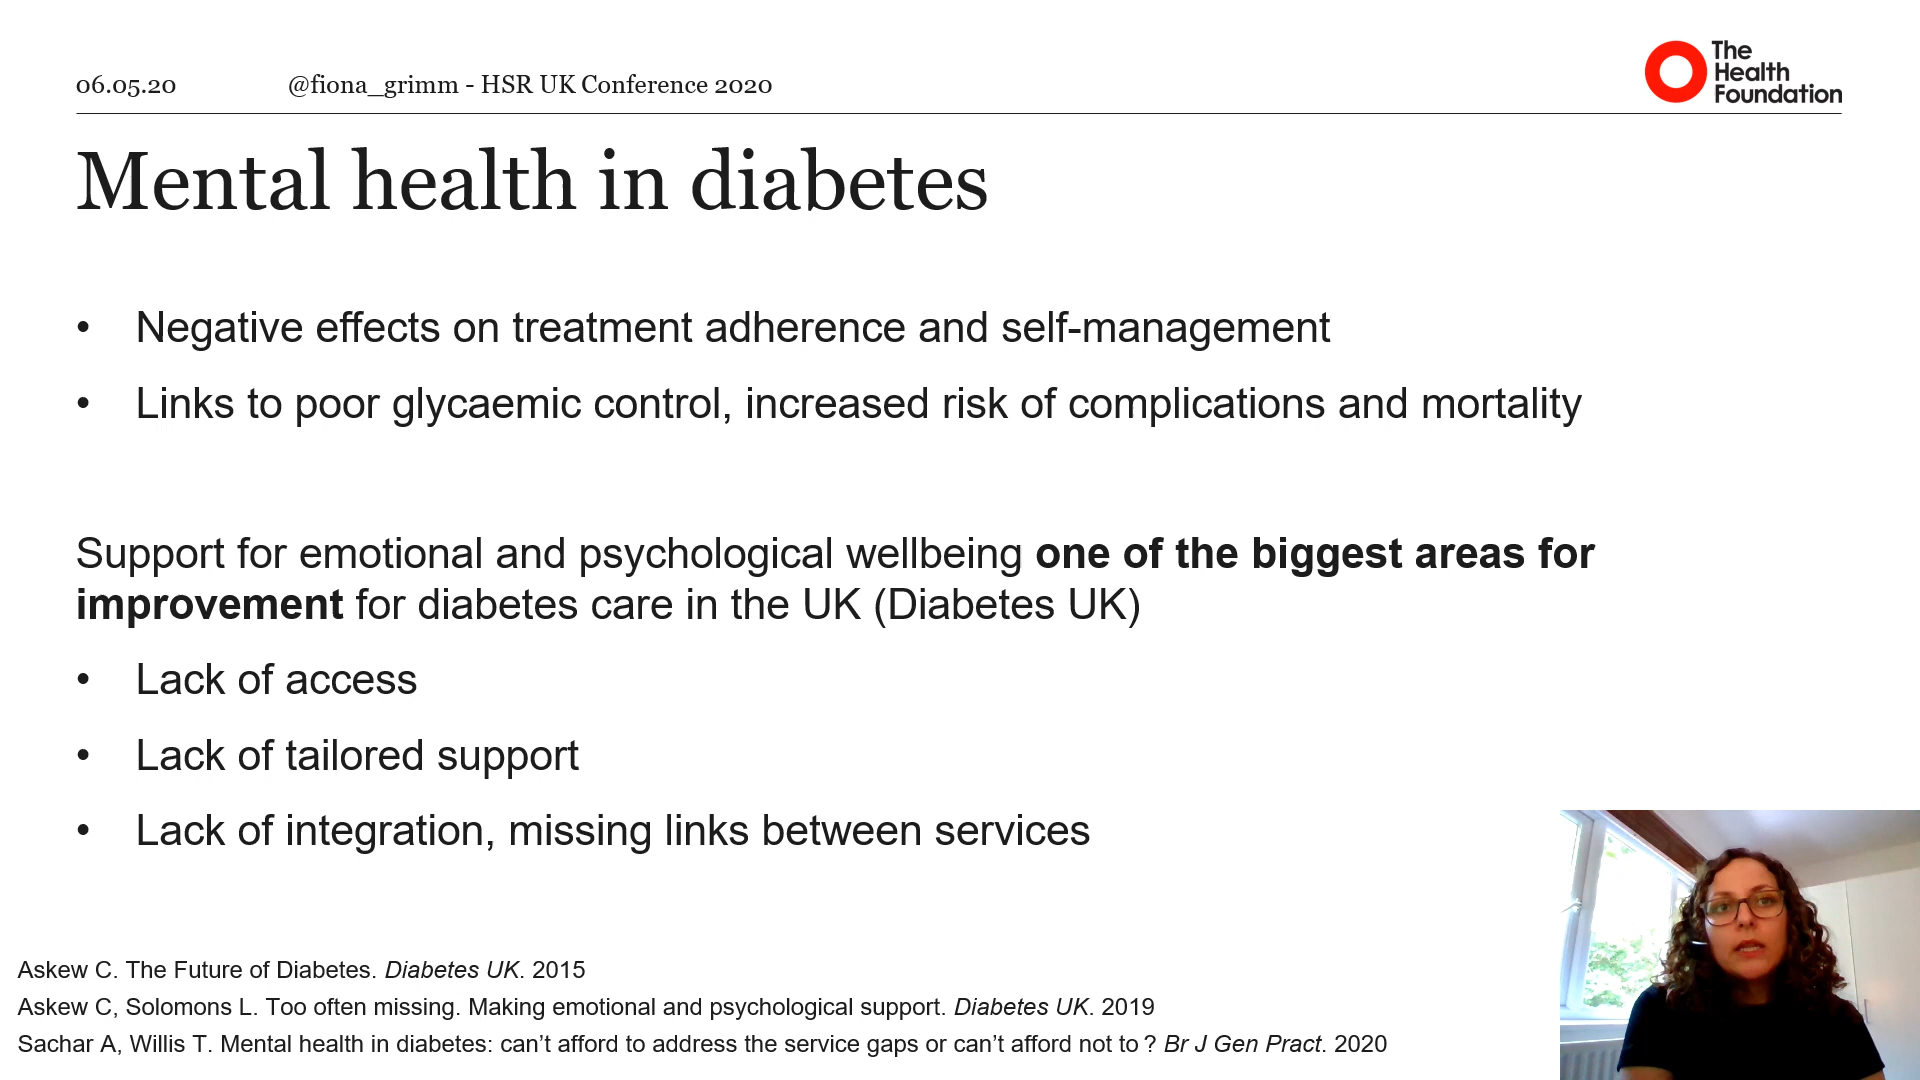 06.05.20 @fiona_grimm - HSR UK Conference 2020
The
Health
Foundation
Mental health in diabetes
• Negative effects on treatment adherence and self-management
• Links to poor glycaemic control, increased risk of complications and mortality
Support for emotional and psychological wellbeing one of the biggest areas for
improvement for diabetes care in the UK (Diabetes UK)
• Lack of access
• Lack of tailored support
• Lack of integration, missing links between services
Askew C. The Future of Diabetes. Diabetes UK. 2015
Askew C, Solomons L. Too often missing. Making emotional and psychological support. Diabetes UK. 2019
Sachar A, Willis T. Mental health in diabetes: can’t afford to address the service gaps or can’t afford not to ? Br J Gen Pract. 2020